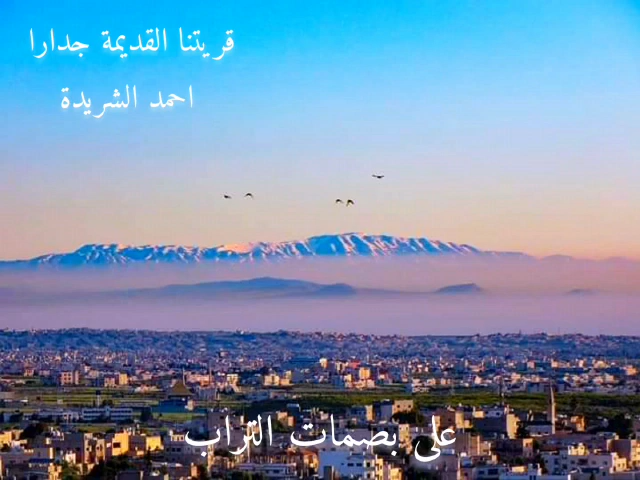 قريتنا القديمة جدارا
احمد الشريدة
على بصمات التراب